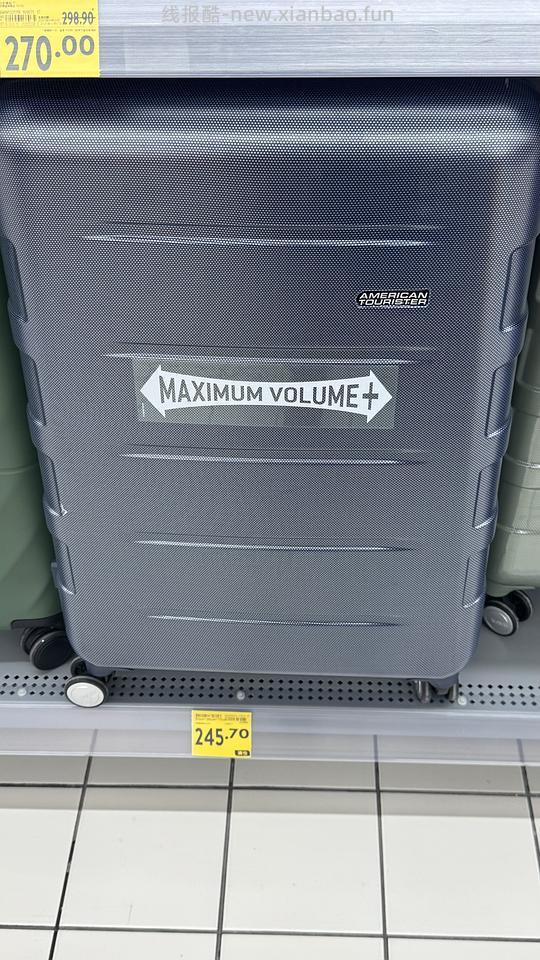 线报酷-new.xianbao.fun
298.90
270.00
AMERICAN
TOURISTER
MAXIMUM VOLUME+
245.70